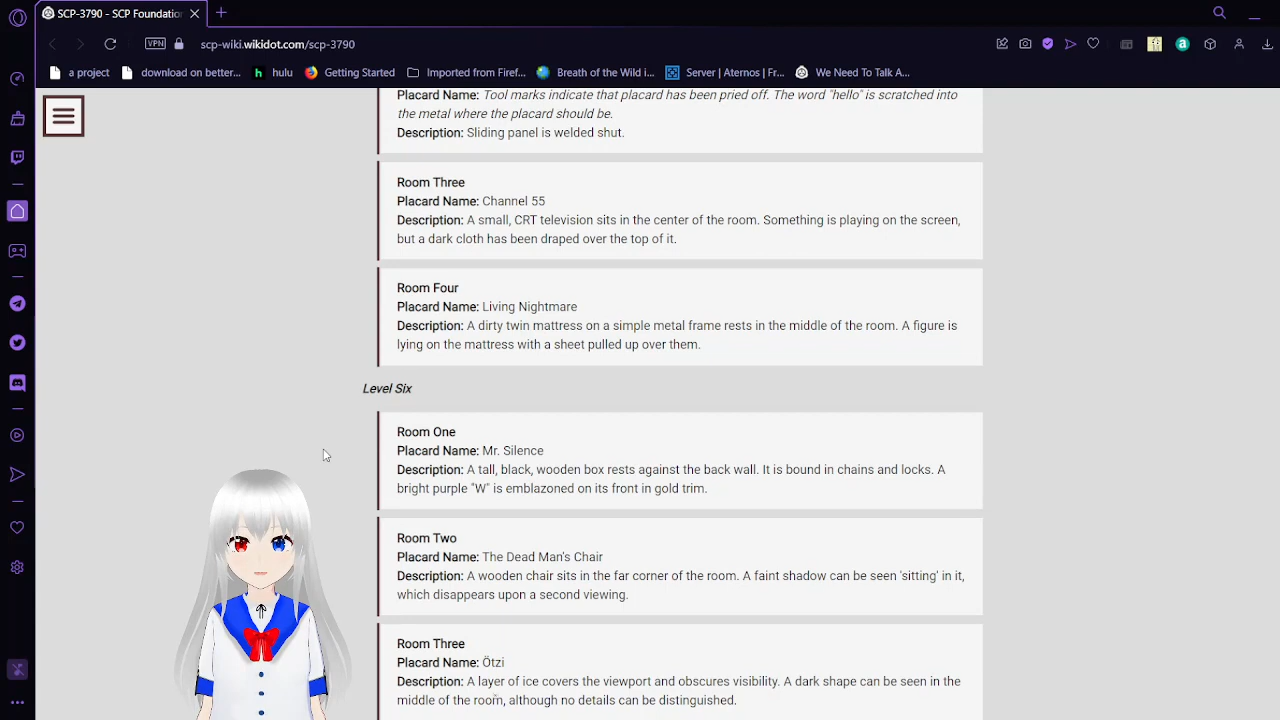 SCP-3790 - SCP Foundation
scp-wiki.wikidot.com/scp-3790
VPN
a project
download on better...
hulu
Getting Started
Imported from Firef...
Breath of the Wild i...
Server | Aternos | Fr...
We Need To Talk A...
Placard Name: Tool marks indicate that placard has been pried off. The word "hello" is scratched into
the metal where the placard should be.
Description: Sliding panel is welded shut.
Room Three
Placard Name: Channel 55
Description: A small, CRT television sits in the center of the room. Something is playing on the screen,
but a dark cloth has been draped over the top of it.
Room Four
Placard Name: Living Nightmare
Description: A dirty twin mattress on a simple metal frame rests in the middle of the room. A figure is
lying on the mattress with a sheet pulled up over them.
Level Six
Room One
Placard Name: Mr. Silence
Description: A tall, black, wooden box rests against the back wall. It is bound in chains and locks. A
bright purple "W" is emblazoned on its front in gold trim.
Room Two
Placard Name: The Dead Man's Chair
Description: A wooden chair sits in the far corner of the room. A faint shadow can be seen 'sitting' in it,
which disappears upon a second viewing.
Room Three
Placard Name: Ötzi
Description: A layer of ice covers the viewport and obscures visibility. A dark shape can be seen in the
middle of the room, although no details can be distinguished.